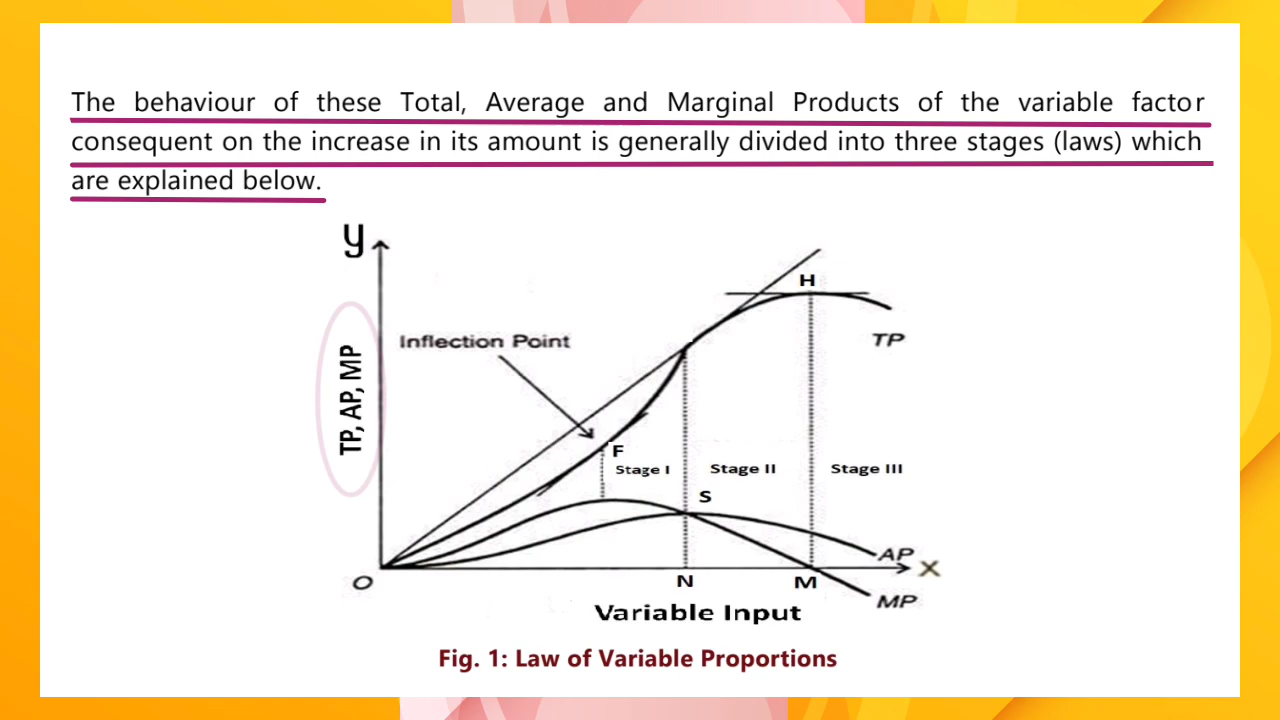 The behaviour of these Total, Average and Marginal Products of the variable factor
consequent on the increase in its amount is generally divided into three stages (laws) which
are explained below.
y
H
Inflection Point
TP
TP, AP, MP
F
Stage I
Stage II
Stage III
S
AP
X
O
N
M
MP
Variable Input
Fig. 1: Law of Variable Proportions